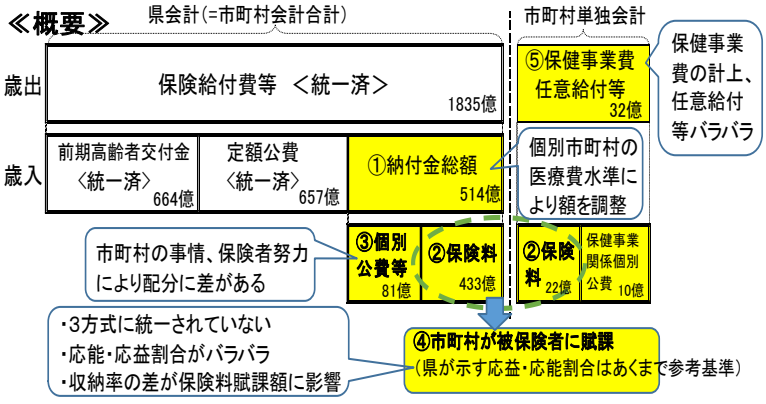 ≪概要≫
県会計(=市町村会計合計)
市町村単独会計
歳出
保険給付費等 <統一済>
1835億
⑤保健事業費
任意給付等
32億
保健事業
費の計上、
任意給付
等バラバラ
歳入
前期高齢者交付金
〈統一済〉
664億
定額公費
〈統一済〉
657億
①納付金総額
514億
個別市町村の
医療費水準に
より額を調整
市町村の事情、保険者努力
により配分に差がある
③個別
公費等
81億
②保険料
433億
②保険
料
22億
保健事業
関係個別
公費 10億
・3方式に統一されていない
・応能・応益割合がバラバラ
・収納率の差が保険料賦課額に影響
④市町村が被保険者に賦課
(県が示す応益・応能割合はあくまで参考基準)